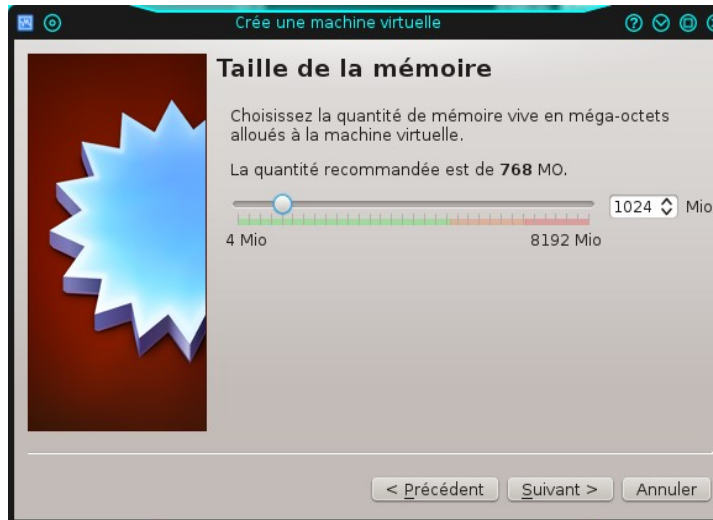 Crée une machine virtuelle
Taille de la mémoire
Choisissez la quantité de mémoire vive en méga-octets
alloués à la machine virtuelle.
La quantité recommandée est de 768 MO.
1024 Mio
4 Mio 8192 Mio
< Précédent Suivant > Annuler